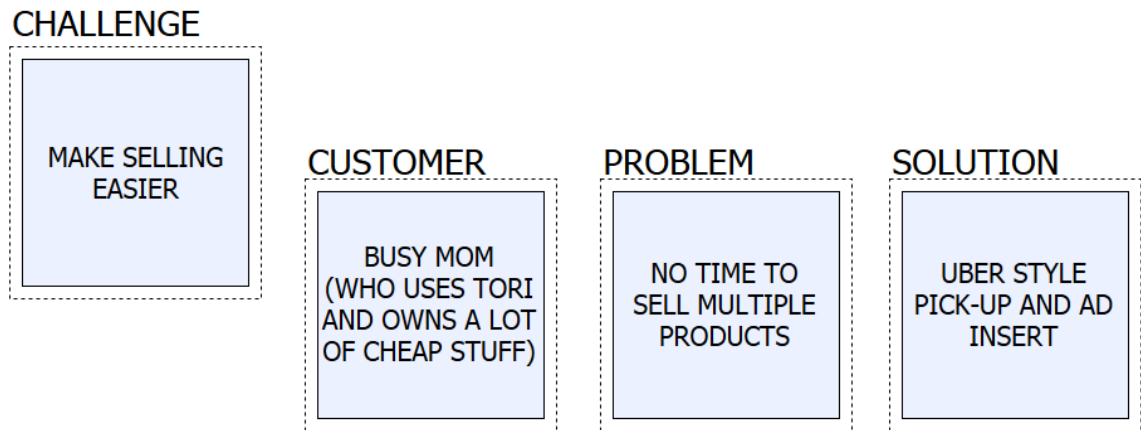 CHALLENGE
MAKE SELLING
EASIER
CUSTOMER
BUSY MOM
(WHO USES TORI
AND OWNS A LOT
OF CHEAP STUFF)
PROBLEM
NO TIME TO
SELL MULTIPLE
PRODUCTS
SOLUTION
UBER STYLE
PICK-UP AND AD
INSERT